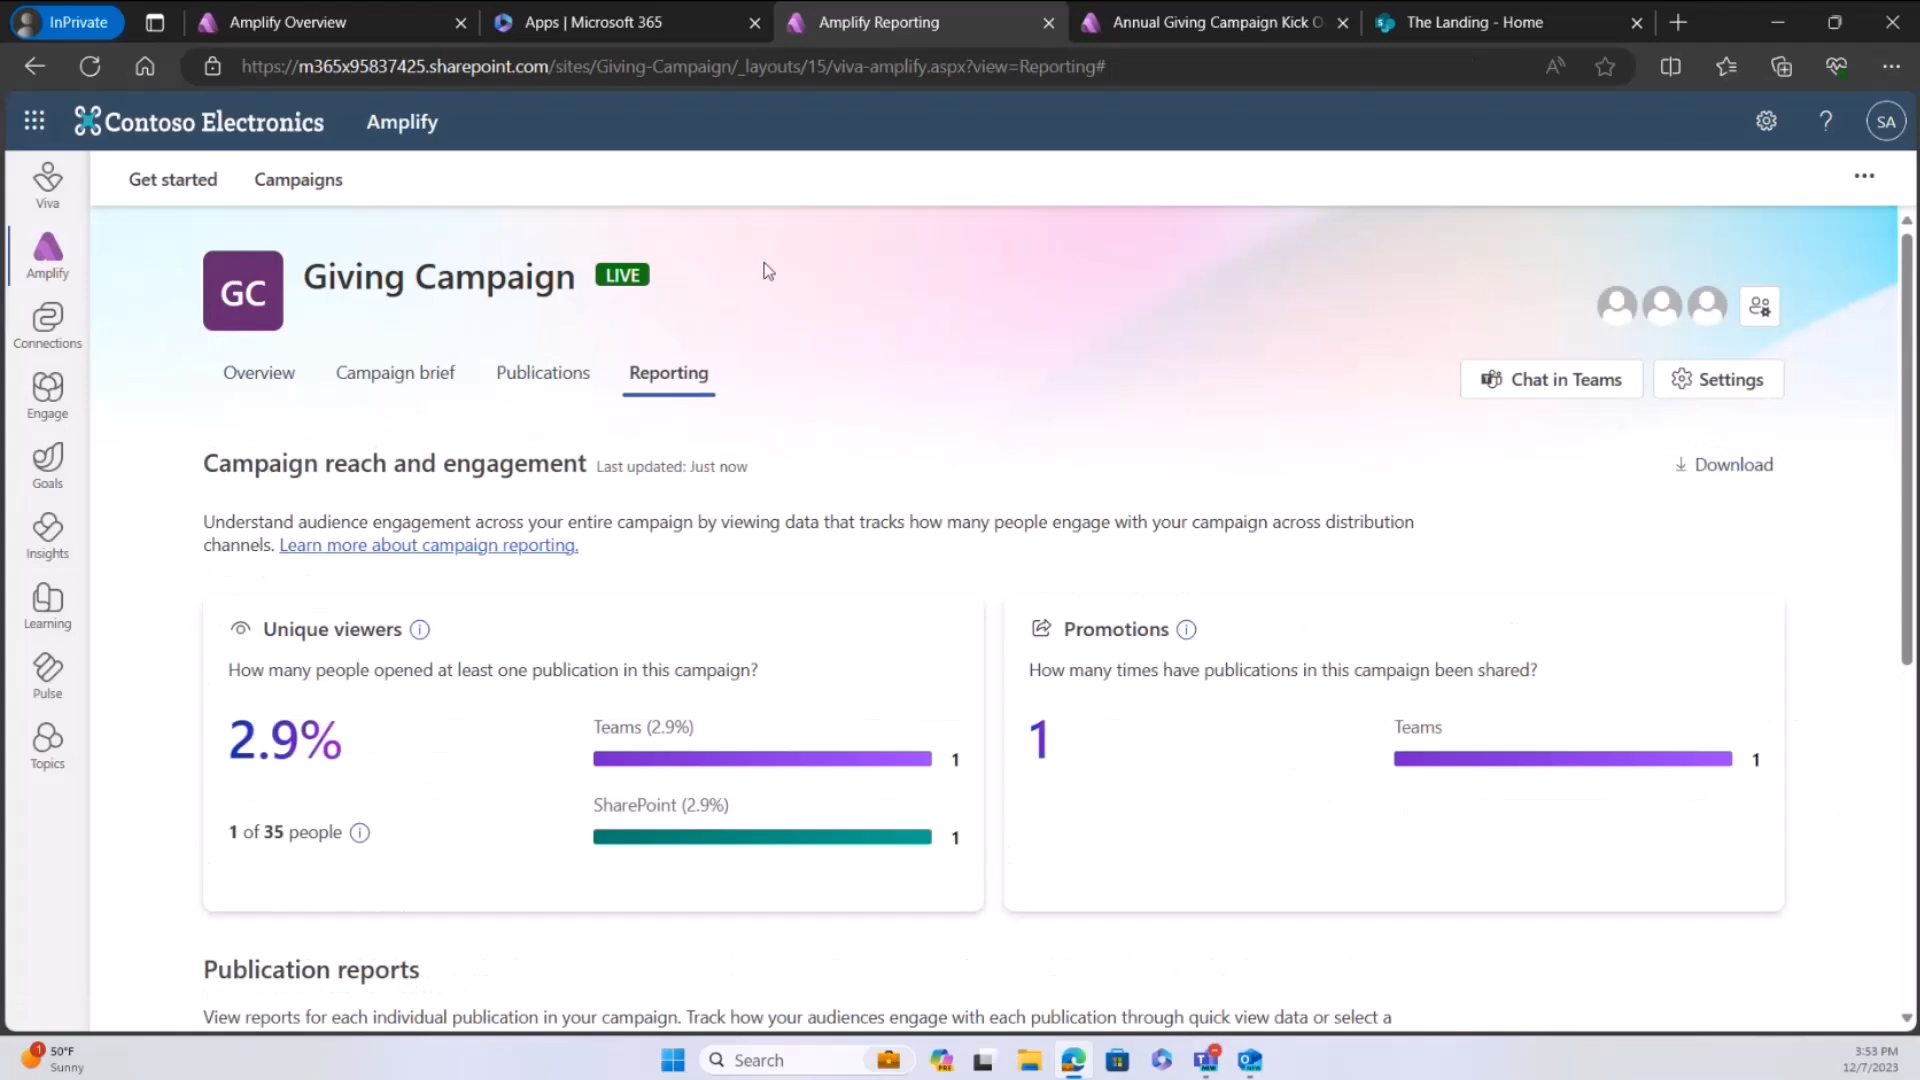 InPrivate
Amplify Overview
Apps | Microsoft 365
Amplify Reporting
Annual Giving Campaign Kick O
The Landing - Home
https://m365x95837425.sharepoint.com/sites/Giving-Campaign/_layouts/15/viva-amplify.aspx?view=Reporting#
Contoso Electronics
Amplify
?
SA
Get started
Campaigns
Viva
Amplify
Connections
Engage
Goals
Insights
Learning
Pulse
Topics
GC
Giving Campaign
LIVE
Overview
Campaign brief
Publications
Reporting
Chat in Teams
Settings
Campaign reach and engagement
Last updated: Just now
Download
Understand audience engagement across your entire campaign by viewing data that tracks how many people engage with your campaign across distribution
channels. Learn more about campaign reporting.
Unique viewers
How many people opened at least one publication in this campaign?
2.9%
Teams (2.9%)
1
SharePoint (2.9%)
1
1 of 35 people
Promotions
How many times have publications in this campaign been shared?
1
Teams
1
Publication reports
View reports for each individual publication in your campaign. Track how your audiences engage with each publication through quick view data or select a
1
50°F
Sunny
Search
PRE
NEW
NEW
3:53 PM
12/7/2023